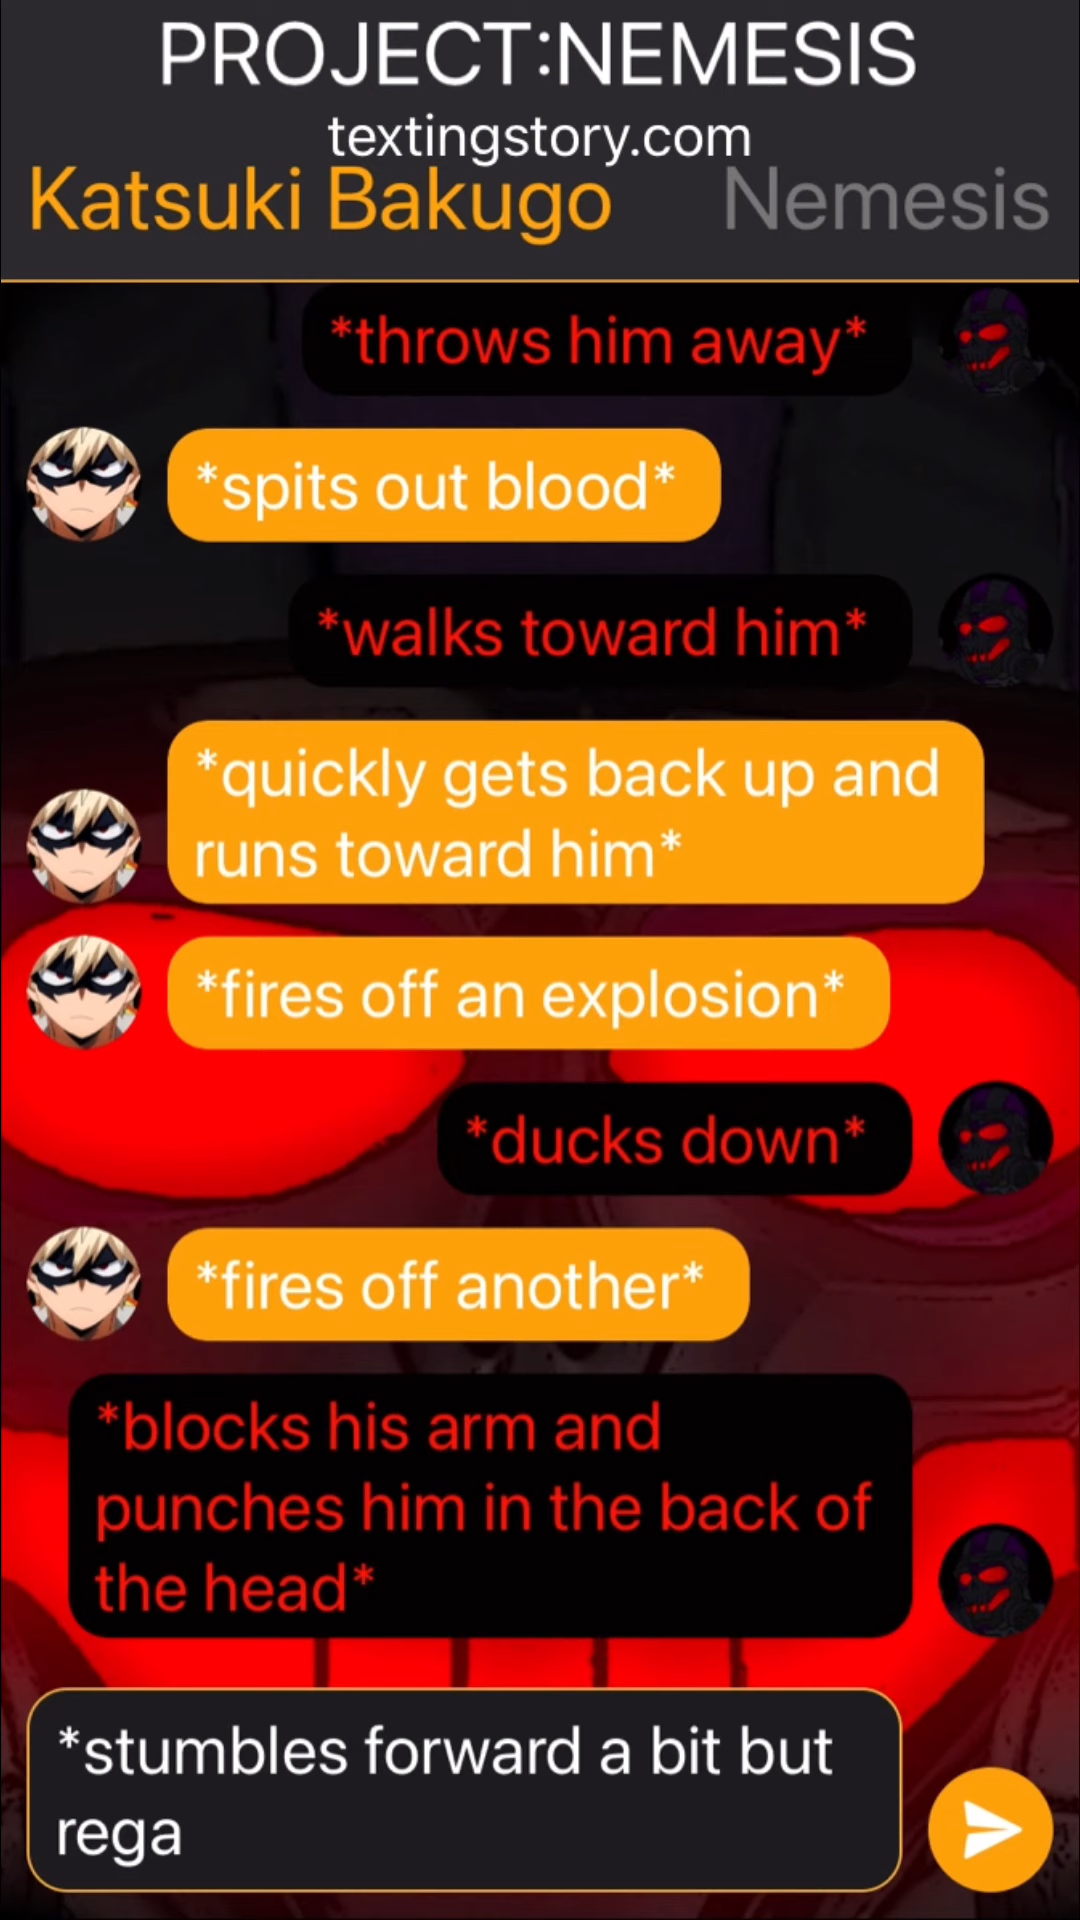 PROJECT:NEMESIS
textingstory.com
Katsuki Bakugo
Nemesis
*throws him away*
*spits out blood*
*walks toward him*
*quickly gets back up and
runs toward him*
*fires off an explosion*
*ducks down*
*fires off another*
*blocks his arm and
punches him in the back of
the head*
*stumbles forward a bit but
rega